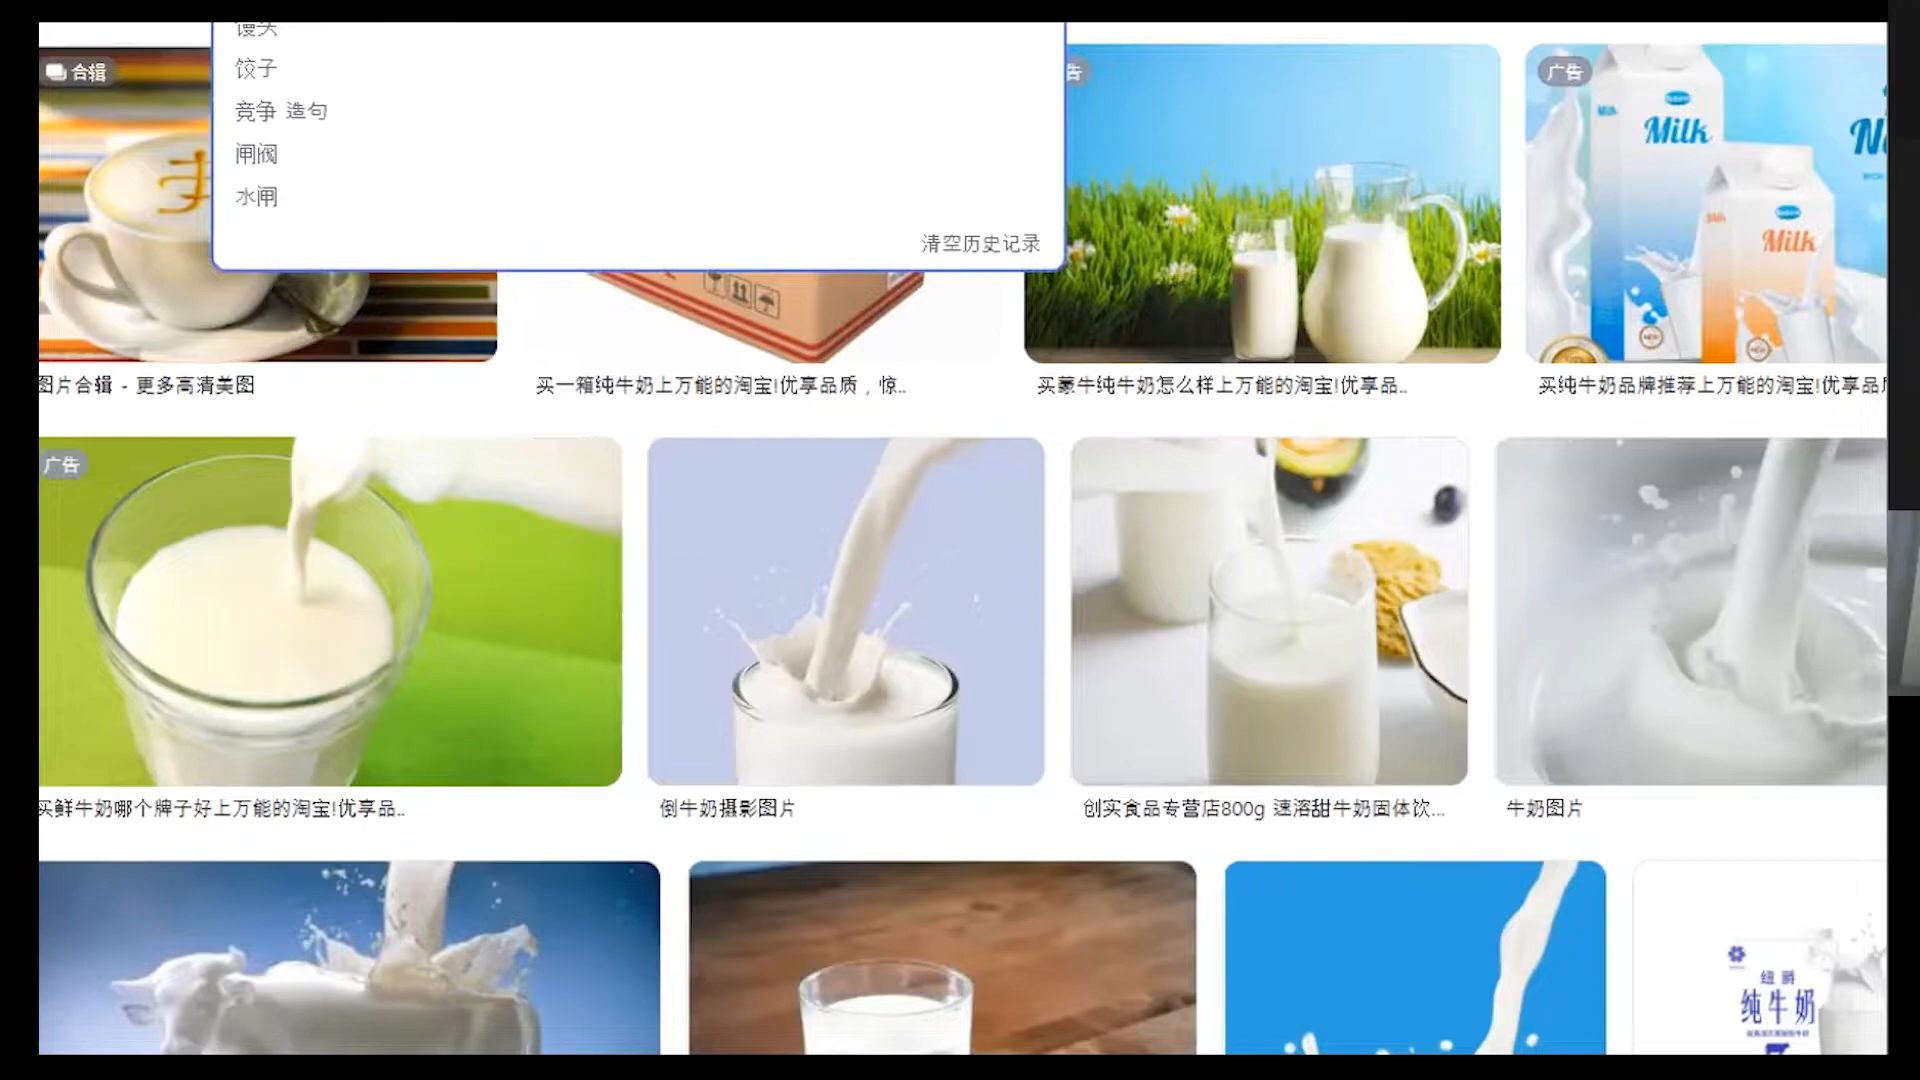 馒头
饺子
竞争 造句
闸阀
水闸
清空历史记录
合辑
告
广告
Milk
Milk
图片合辑 - 更多高清美图
买一箱纯牛奶上万能的淘宝!优享品质，惊..
买蒙牛纯牛奶怎么样上万能的淘宝!优享品..
买纯牛奶品牌推荐上万能的淘宝!优享品
广告
买鲜牛奶哪个牌子好上万能的淘宝!优享品..
倒牛奶摄影图片
创实食品专营店800g 速溶甜牛奶固体饮...
牛奶图片
纽爵
纯牛奶